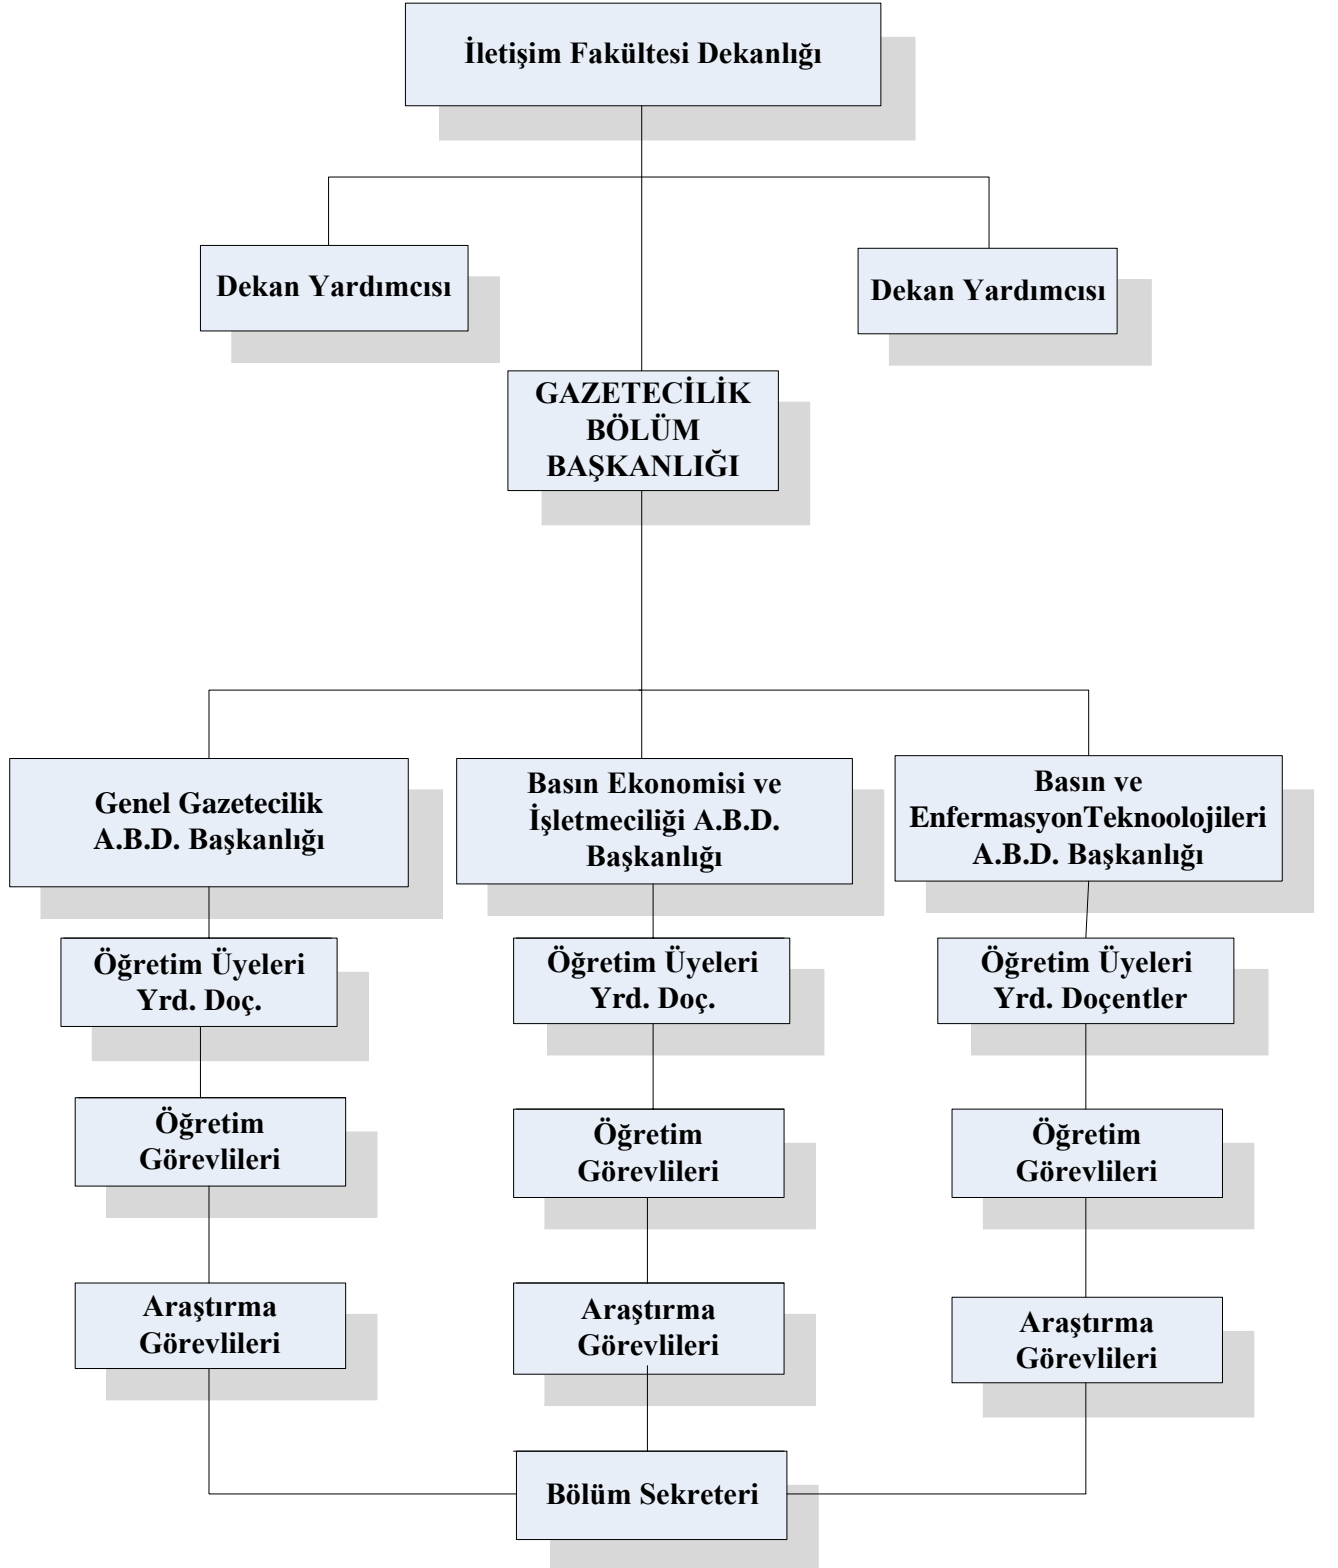 İletişim Fakültesi Dekanlığı
Dekan Yardımcısı
Dekan Yardımcısı
GAZETECİLİK
BÖLÜM
BAŞKANLIĞI
Genel Gazetecilik
A.B.D. Başkanlığı
Basın Ekonomisi ve
İşletmeciliği A.B.D.
Başkanlığı
Basın ve
EnfermasyonTeknoolojileri
A.B.D. Başkanlığı
Öğretim Üyeleri
Yrd. Doç.
Öğretim Üyeleri
Yrd. Doç.
Öğretim Üyeleri
Yrd. Doçentler
Öğretim
Görevlileri
Öğretim
Görevlileri
Öğretim
Görevlileri
Araştırma
Görevlileri
Araştırma
Görevlileri
Araştırma
Görevlileri
Bölüm Sekreteri